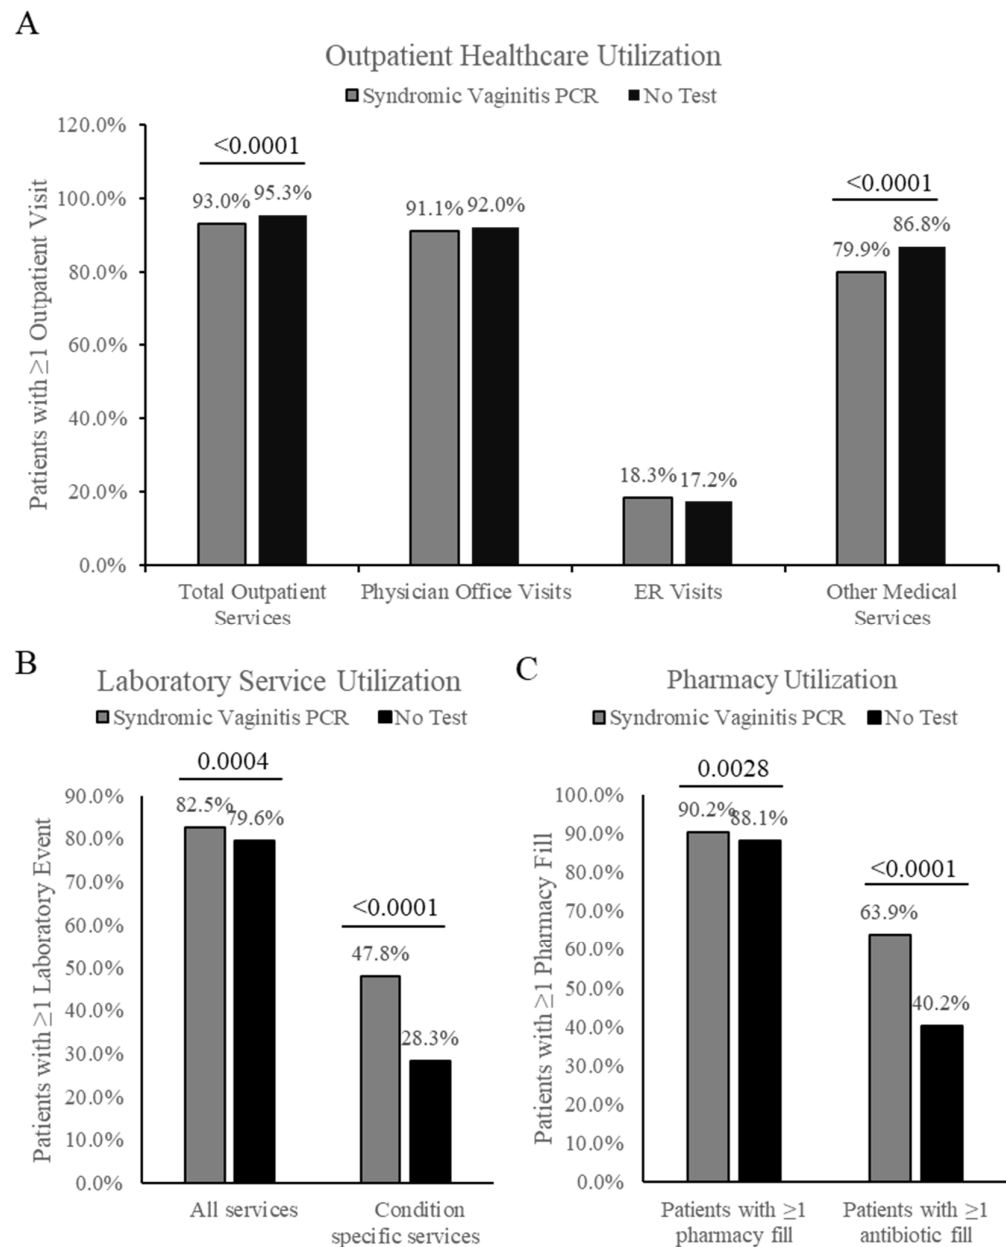 A
Outpatient Healthcare Utilization
Syndromic Vaginitis PCR No Test
Patients with ≥1 Outpatient Visit
120.0%
100.0%
80.0%
60.0%
40.0%
20.0%
0.0%
<0.0001
93.0% 95.3%
91.1% 92.0%
18.3% 17.2%
<0.0001
79.9% 86.8%
Total Outpatient
Services
Physician Office Visits
ER Visits
Other Medical
Services
B
Laboratory Service Utilization
Syndromic Vaginitis PCR No Test
Patients with ≥1 Laboratory Event
90.0%
80.0%
70.0%
60.0%
50.0%
40.0%
30.0%
20.0%
10.0%
0.0%
0.0004
82.5% 79.6%
<0.0001
47.8%
28.3%
All services
Condition
specific services
C
Pharmacy Utilization
Syndromic Vaginitis PCR No Test
Patients with ≥1 Pharmacy Fill
100.0%
90.0%
80.0%
70.0%
60.0%
50.0%
40.0%
30.0%
20.0%
10.0%
0.0%
0.0028
90.2% 88.1%
<0.0001
63.9%
40.2%
Patients with ≥1
pharmacy fill
Patients with ≥1
antibiotic fill